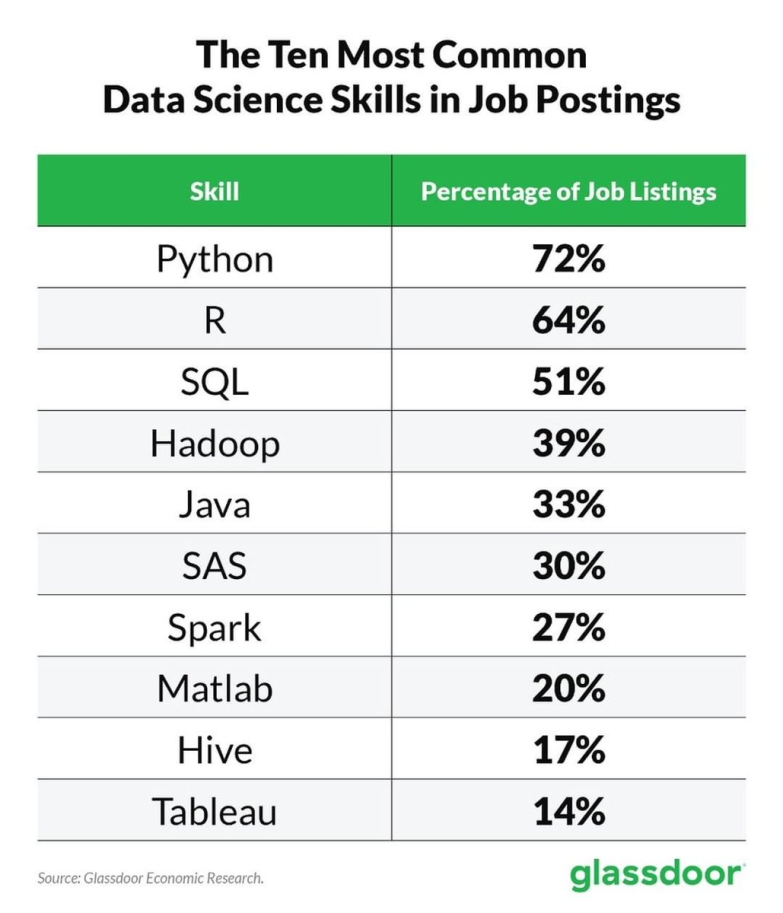 The Ten Most Common
Data Science Skills in Job Postings
Skill Percentage of Job Listings
Python 72%
R 64%
SQL 51%
Hadoop 39%
Java 33%
SAS 30%
Spark 27%
Matlab 20%
Hive 17%
Tableau 14%
Source: Glassdoor Economic Research.
glassdoor